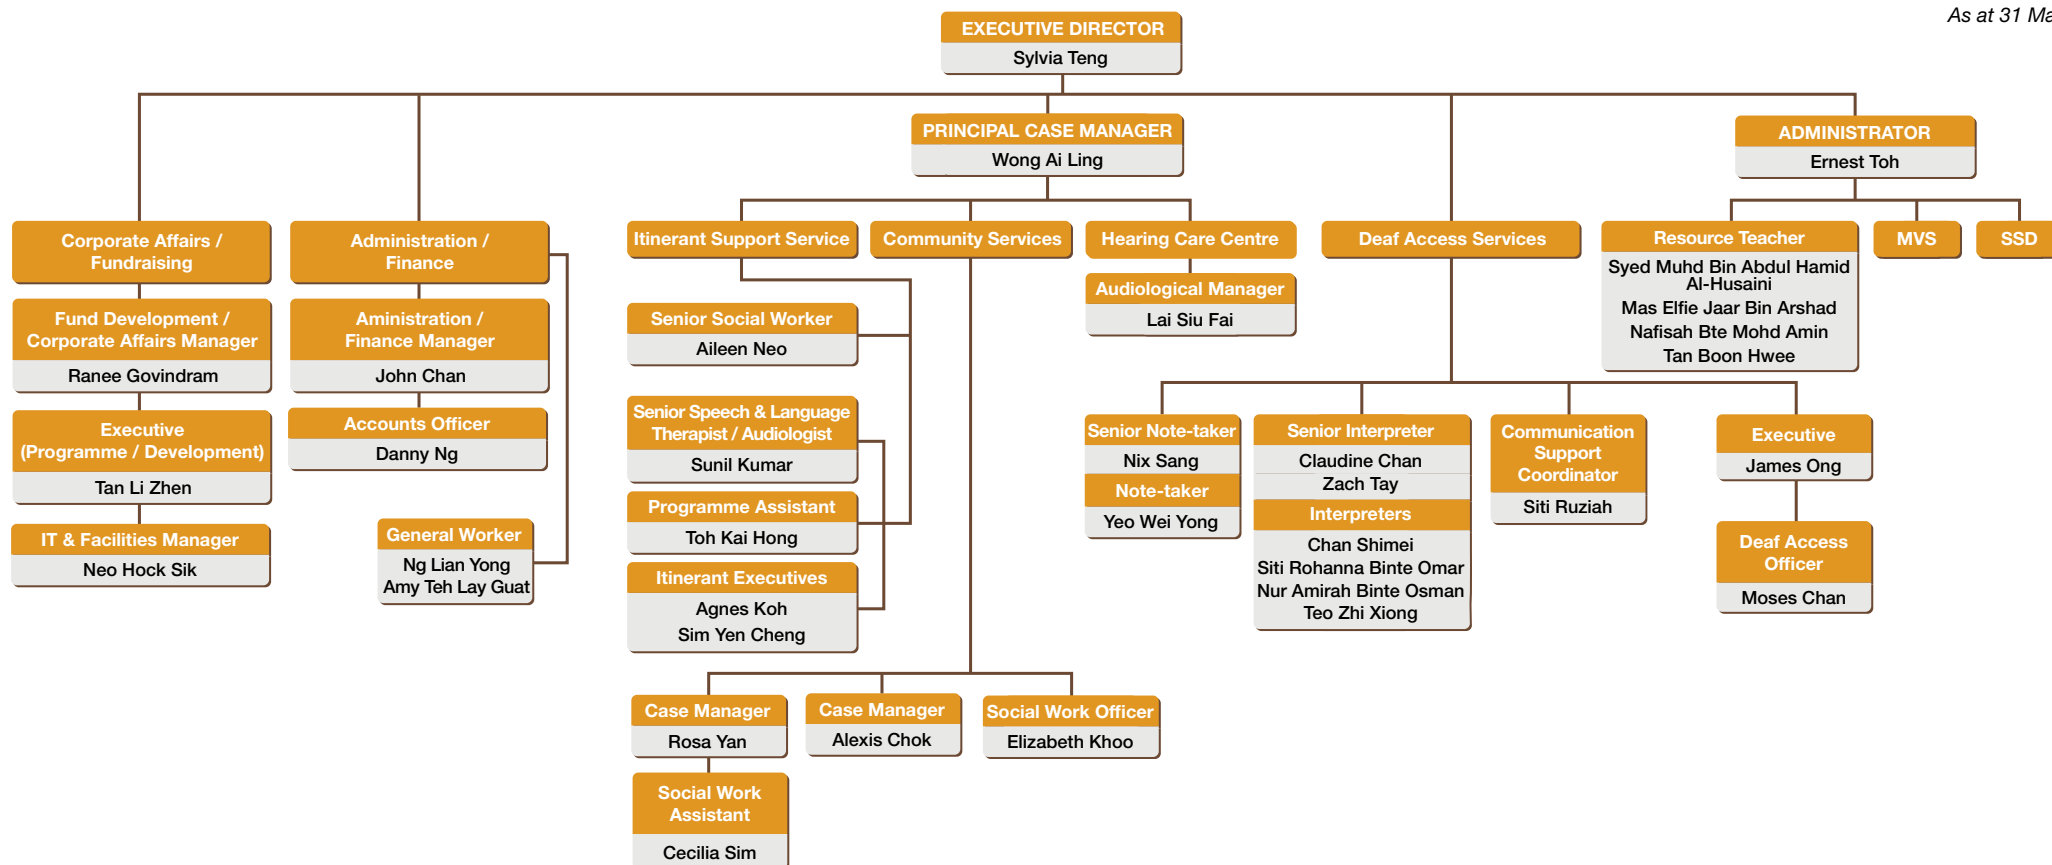 As at 31 Ma
EXECUTIVE DIRECTOR
Sylvia Teng
PRINCIPAL CASE MANAGER
Wong Ai Ling
ADMINISTRATOR
Ernest Toh
Corporate Affairs /
Fundraising
Fund Development /
Corporate Affairs Manager
Ranee Govindram
Executive
(Programme / Development)
Tan Li Zhen
IT & Facilities Manager
Neo Hock Sik
Administration /
Finance
Aministration /
Finance Manager
John Chan
Accounts Officer
Danny Ng
General Worker
Ng Lian Yong
Amy Teh Lay Guat
Itinerant Support Service
Senior Social Worker
Aileen Neo
Senior Speech & Language
Therapist / Audiologist
Sunil Kumar
Programme Assistant
Toh Kai Hong
Itinerant Executives
Agnes Koh
Sim Yen Cheng
Community Services
Case Manager
Rosa Yan
Social Work
Assistant
Cecilia Sim
Case Manager
Alexis Chok
Social Work Officer
Elizabeth Khoo
Hearing Care Centre
Audiological Manager
Lai Siu Fai
Deaf Access Services
Senior Note-taker
Nix Sang
Note-taker
Yeo Wei Yong
Senior Interpreter
Claudine Chan
Zach Tay
Interpreters
Chan Shimei
Siti Rohanna Binte Omar
Nur Amirah Binte Osman
Teo Zhi Xiong
Communication
Support
Coordinator
Siti Ruziah
Executive
James Ong
Deaf Access
Officer
Moses Chan
Resource Teacher
Syed Muhd Bin Abdul Hamid
Al-Husaini
Mas Elfie Jaar Bin Arshad
Nafisah Bte Mohd Amin
Tan Boon Hwee
MVS
SSD